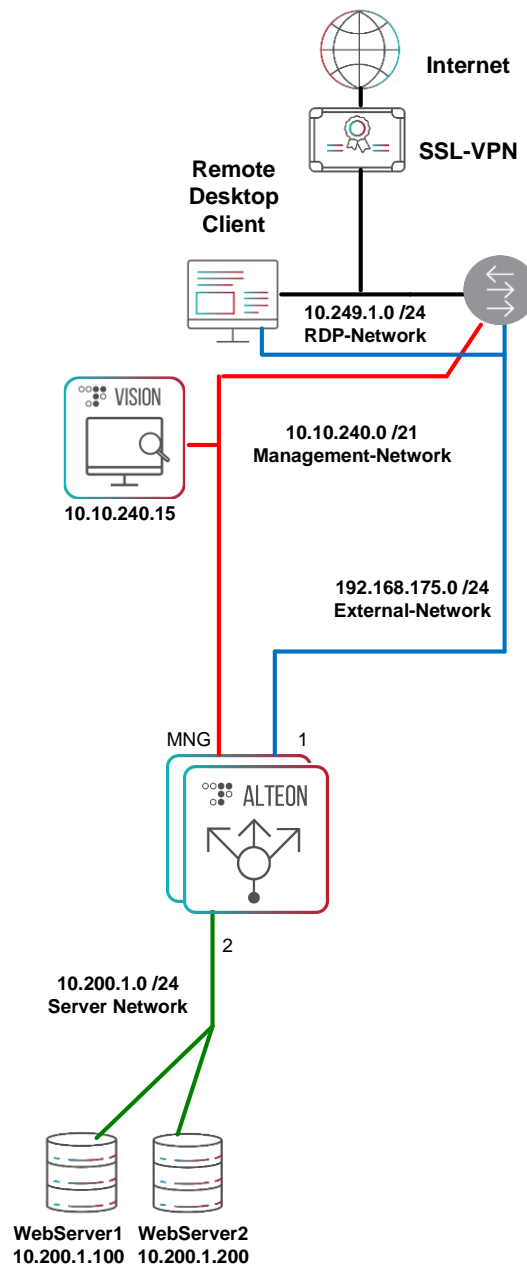 Internet
SSL-VPN
Remote
Desktop
Client
10.249.1.0 /24
RDP-Network
VISION
10.10.240.15
10.10.240.0 /21
Management-Network
192.168.175.0 /24
External-Network
MNG
1
ALTEON
2
10.200.1.0 /24
Server Network
WebServer1
10.200.1.100
WebServer2
10.200.1.200